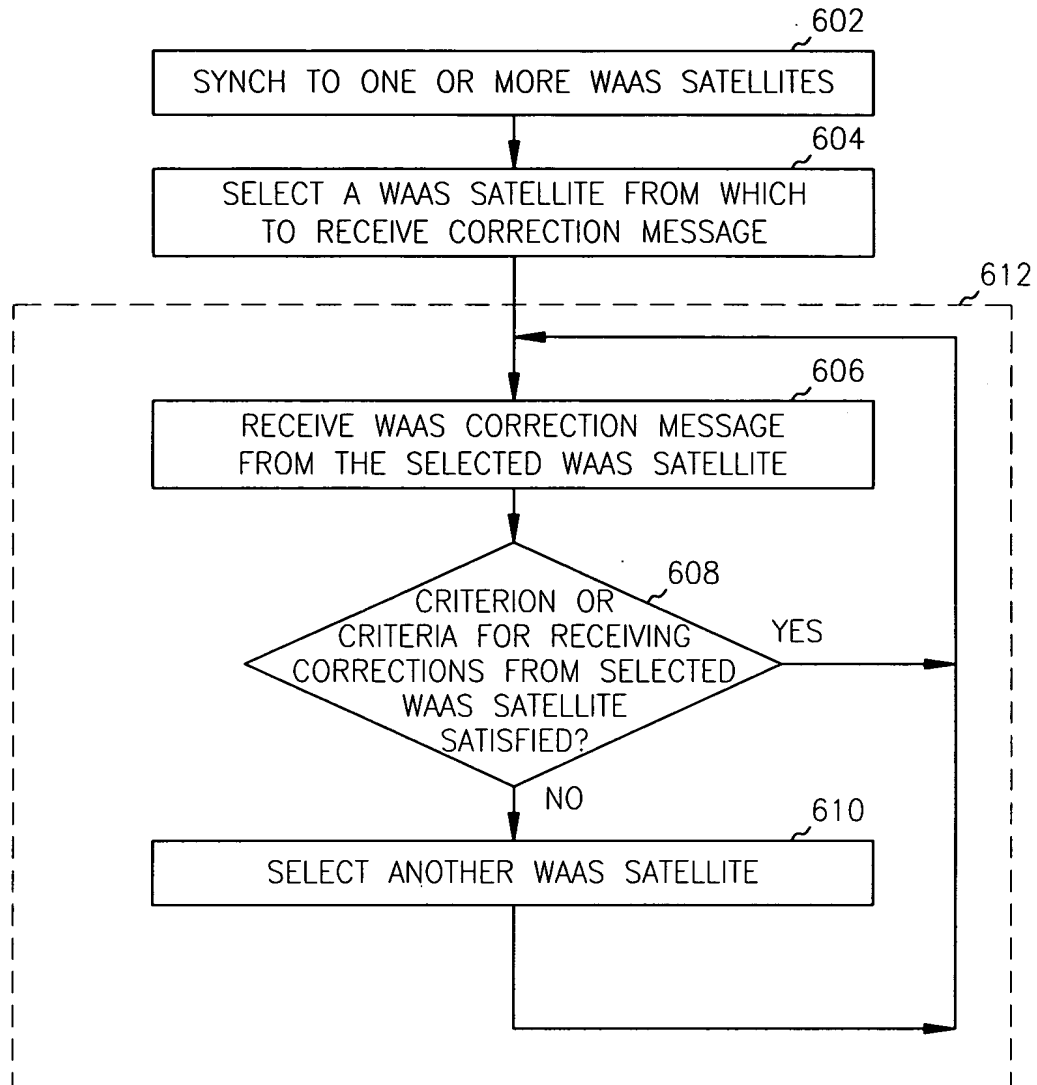 602
SYNCH TO ONE OR MORE WAAS SATELLITES
604
SELECT A WAAS SATELLITE FROM WHICH
TO RECEIVE CORRECTION MESSAGE
612
606
RECEIVE WAAS CORRECTION MESSAGE
FROM THE SELECTED WAAS SATELLITE
608
CRITERION OR
CRITERIA FOR RECEIVING
CORRECTIONS FROM SELECTED
WAAS SATELLITE
SATISFIED?
YES
NO
610
SELECT ANOTHER WAAS SATELLITE